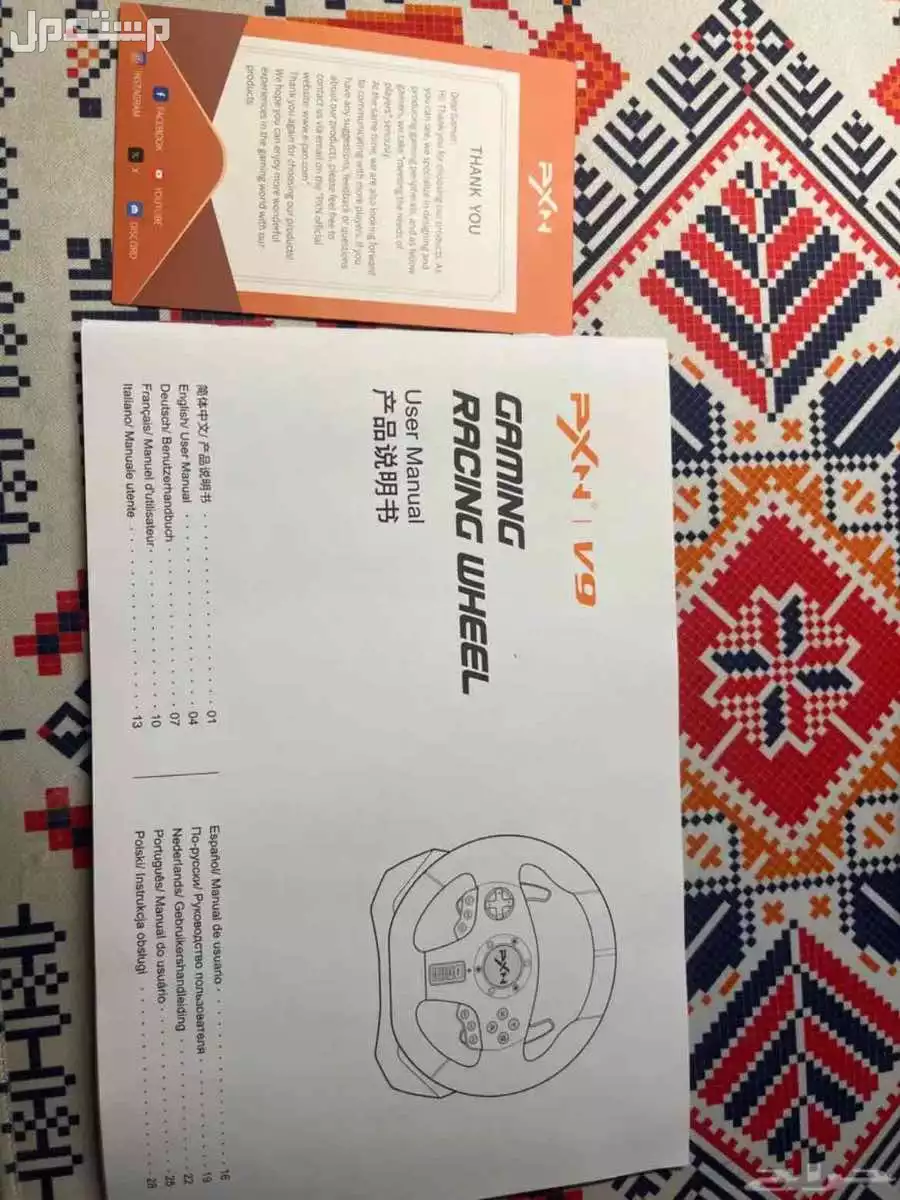 مستعمل
PXN
THANK YOU
Dear Gamer:
Hi! Thank you for choosing our products. As
you can see, we specialize in designing and
producing gaming peripherals, and as fellow
gamers, we take "meeting the needs of
players" seriously.
At the same time, we are also looking forward
to communicating with more players. If you
have any suggestions, feedback or questions
about our products, please feel free to
contact us via email on the "PXN official
website: www.e-pxn.com"
Thank you again for choosing our products!
We hope you can enjoy more wonderful
experiences in the gaming world with our
products.
FACEBOOK
YOUTUBE
INSTAGRAM
X
DISCORD
PXN® | V9
GAMING
RACING WHEEL
User Manual
产品说明书
简体中文/ 产品说明书 01
English/ User Manual 04
Deutsch/ Benutzerhandbuch 07
Français/ Manuel d'utilisateur 10
Italiano/ Manuale utente 13
Español/ Manual de usuario 16
По-русски/ Руководство пользователя 19
Nederlands/ Gebruikershandleiding 22
Português/ Manual do usuário 25
Polski/ Instrukcja obsługi 28
PXN
حراج